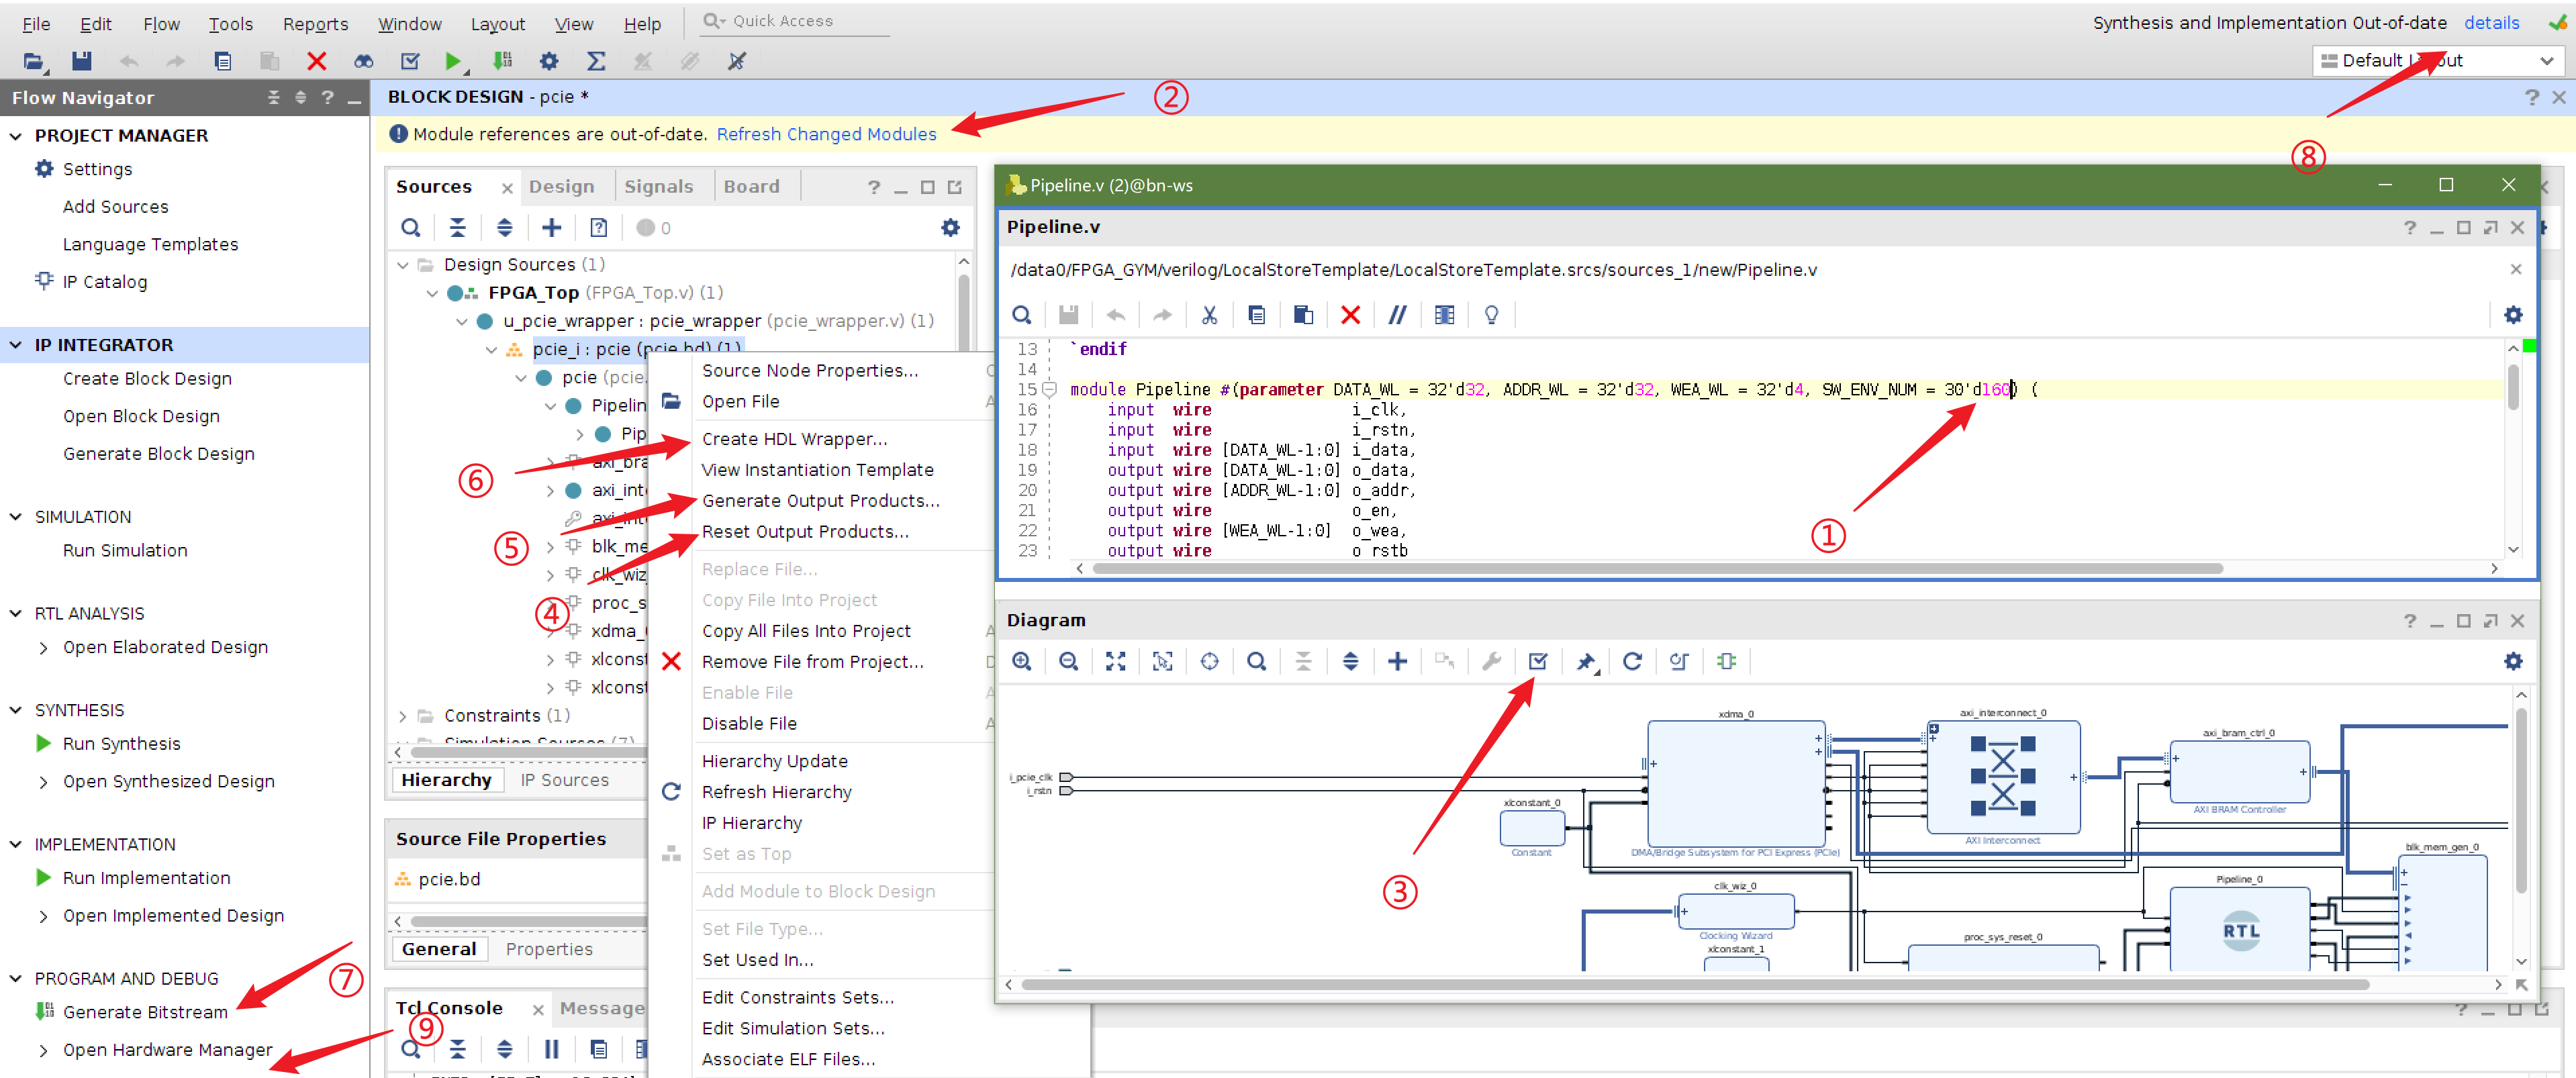 File Edit Flow Tools Reports Window Layout View Help Quick Access
Synthesis and Implementation Out-of-date details
Default Layout
⑧
Flow Navigator ? _
PROJECT MANAGER
Settings
Add Sources
Language Templates
IP Catalog
IP INTEGRATOR
Create Block Design
Open Block Design
Generate Block Design
SIMULATION
Run Simulation
RTL ANALYSIS
Open Elaborated Design
SYNTHESIS
Run Synthesis
Open Synthesized Design
IMPLEMENTATION
Run Implementation
Open Implemented Design
PROGRAM AND DEBUG
⑦
Generate Bitstream
⑨
Open Hardware Manager
BLOCK DESIGN - pcie *
②
Module references are out-of-date. Refresh Changed Modules
Sources Design Signals Board
0
Design Sources (1)
FPGA_Top (FPGA_Top.v) (1)
u_pcie_wrapper : pcie_wrapper (pcie_wrapper.v) (1)
pcie_i : pcie (pcie.bd) (1)
pcie (pcie.
Pipelin
Pip
axi_bra
axi_int
axi_int
blk_me
clk_wiz
proc_s
xdma_
xlconst
xlconst
Constraints (1)
Simulation Sources (7)
Hierarchy IP Sources
Source File Properties
pcie.bd
General Properties
Tcl Console Message
Source Node Properties...
Open File
Create HDL Wrapper...
⑥
View Instantiation Template
Generate Output Products...
⑤
Reset Output Products...
④
Replace File...
Copy File Into Project
Copy All Files Into Project
Remove File from Project...
Enable File
Disable File
Hierarchy Update
Refresh Hierarchy
IP Hierarchy
Set as Top
Add Module to Block Design
Set File Type...
Set Used In...
Edit Constraints Sets...
Edit Simulation Sets...
Associate ELF Files...
Pipeline.v (2)@bn-ws
Pipeline.v
/data0/FPGA_GYM/verilog/LocalStoreTemplate/LocalStoreTemplate.srcs/sources_1/new/Pipeline.v
13 `endif
14
15 module Pipeline #(parameter DATA_WL = 32'd32, ADDR_WL = 32'd32, WEA_WL = 32'd4, SW_ENV_NUM = 30'd160) (
16 input wire i_clk,
17 input wire i_rstn,
18 input wire [DATA_WL-1:0] i_data,
19 output wire [DATA_WL-1:0] o_data,
20 output wire [ADDR_WL-1:0] o_addr,
21 output wire o_en,
22 output wire [WEA_WL-1:0] o_wea,
23 output wire o_rstb
①
Diagram
③
i_pcie_clk
i_rstn
xlconstant_0
Constant
xdma_0
DMA/Bridge Subsystem for PCI Express (PCIe)
axi_interconnect_0
AXI Interconnect
axi_bram_ctrl_0
AXI BRAM Controller
blk_mem_gen_0
clk_wiz_0
Clocking Wizard
xlconstant_1
proc_sys_reset_0
Pipeline_0
RTL